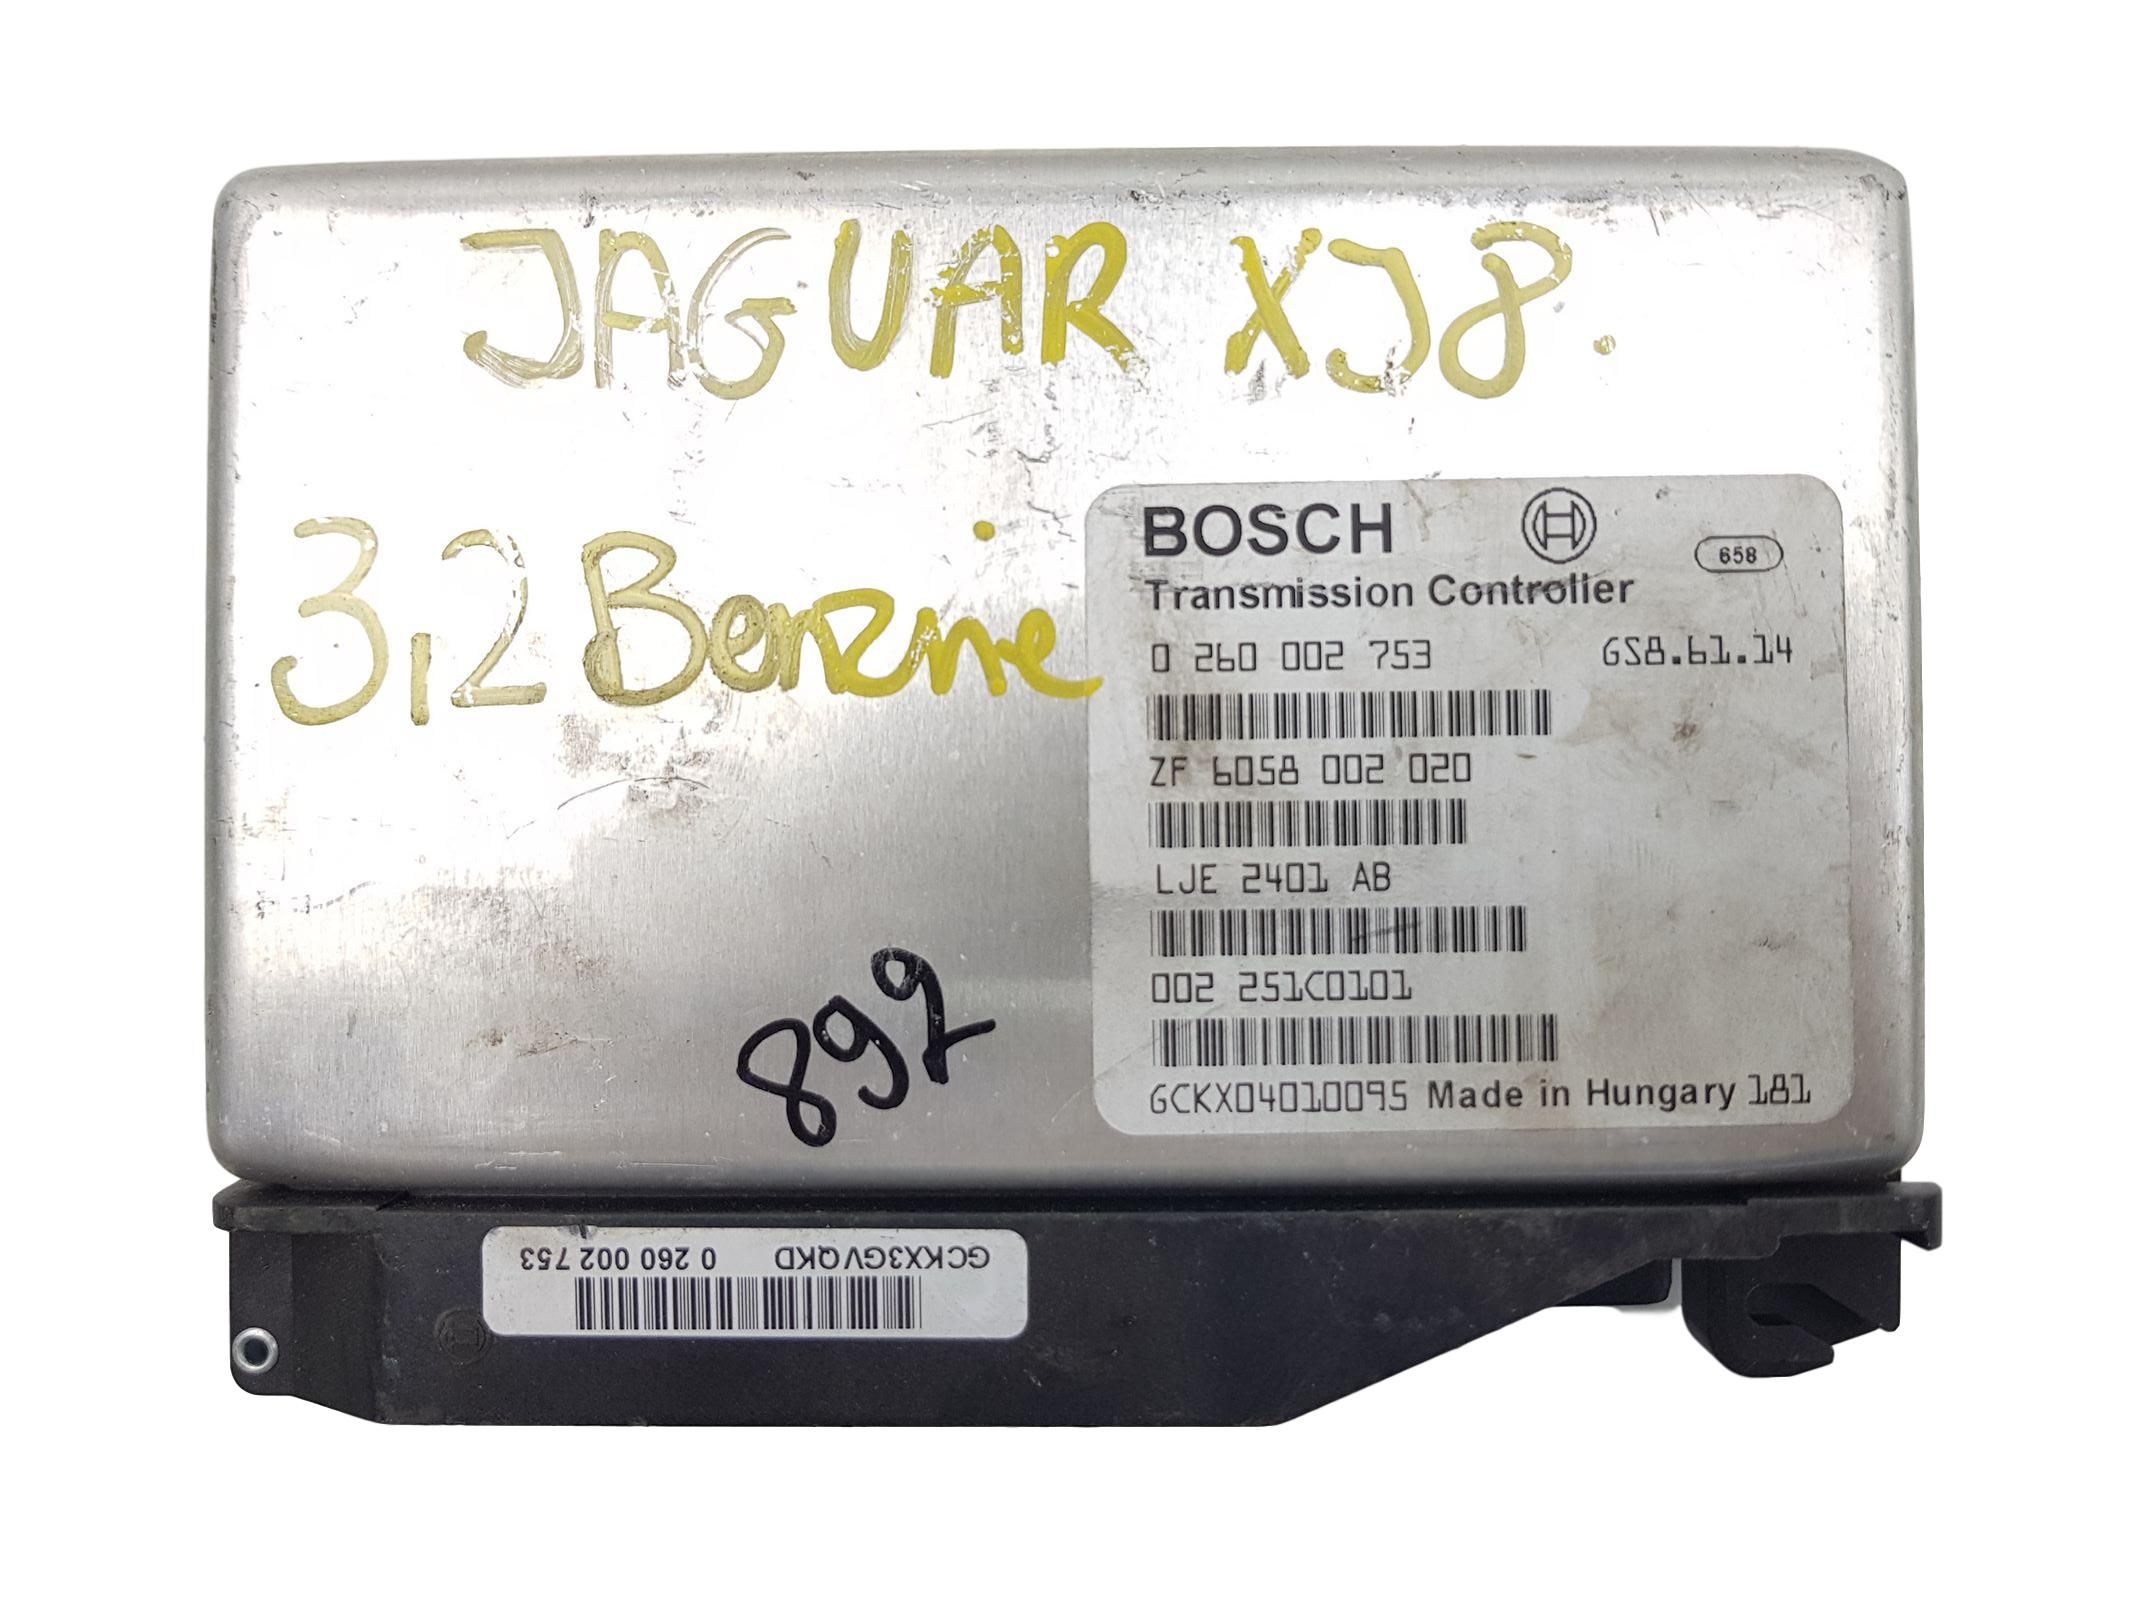 JAGUAR XJ8.
3,2 Benzine
BOSCH
658
Transmission Controller
0 260 002 753 GS8.61.14
ZF 6058 002 020
LJE 2401 AB
002 251C0101
GCKX04010095 Made in Hungary 181
892
GCKX3GVQKD 0 260 002 753